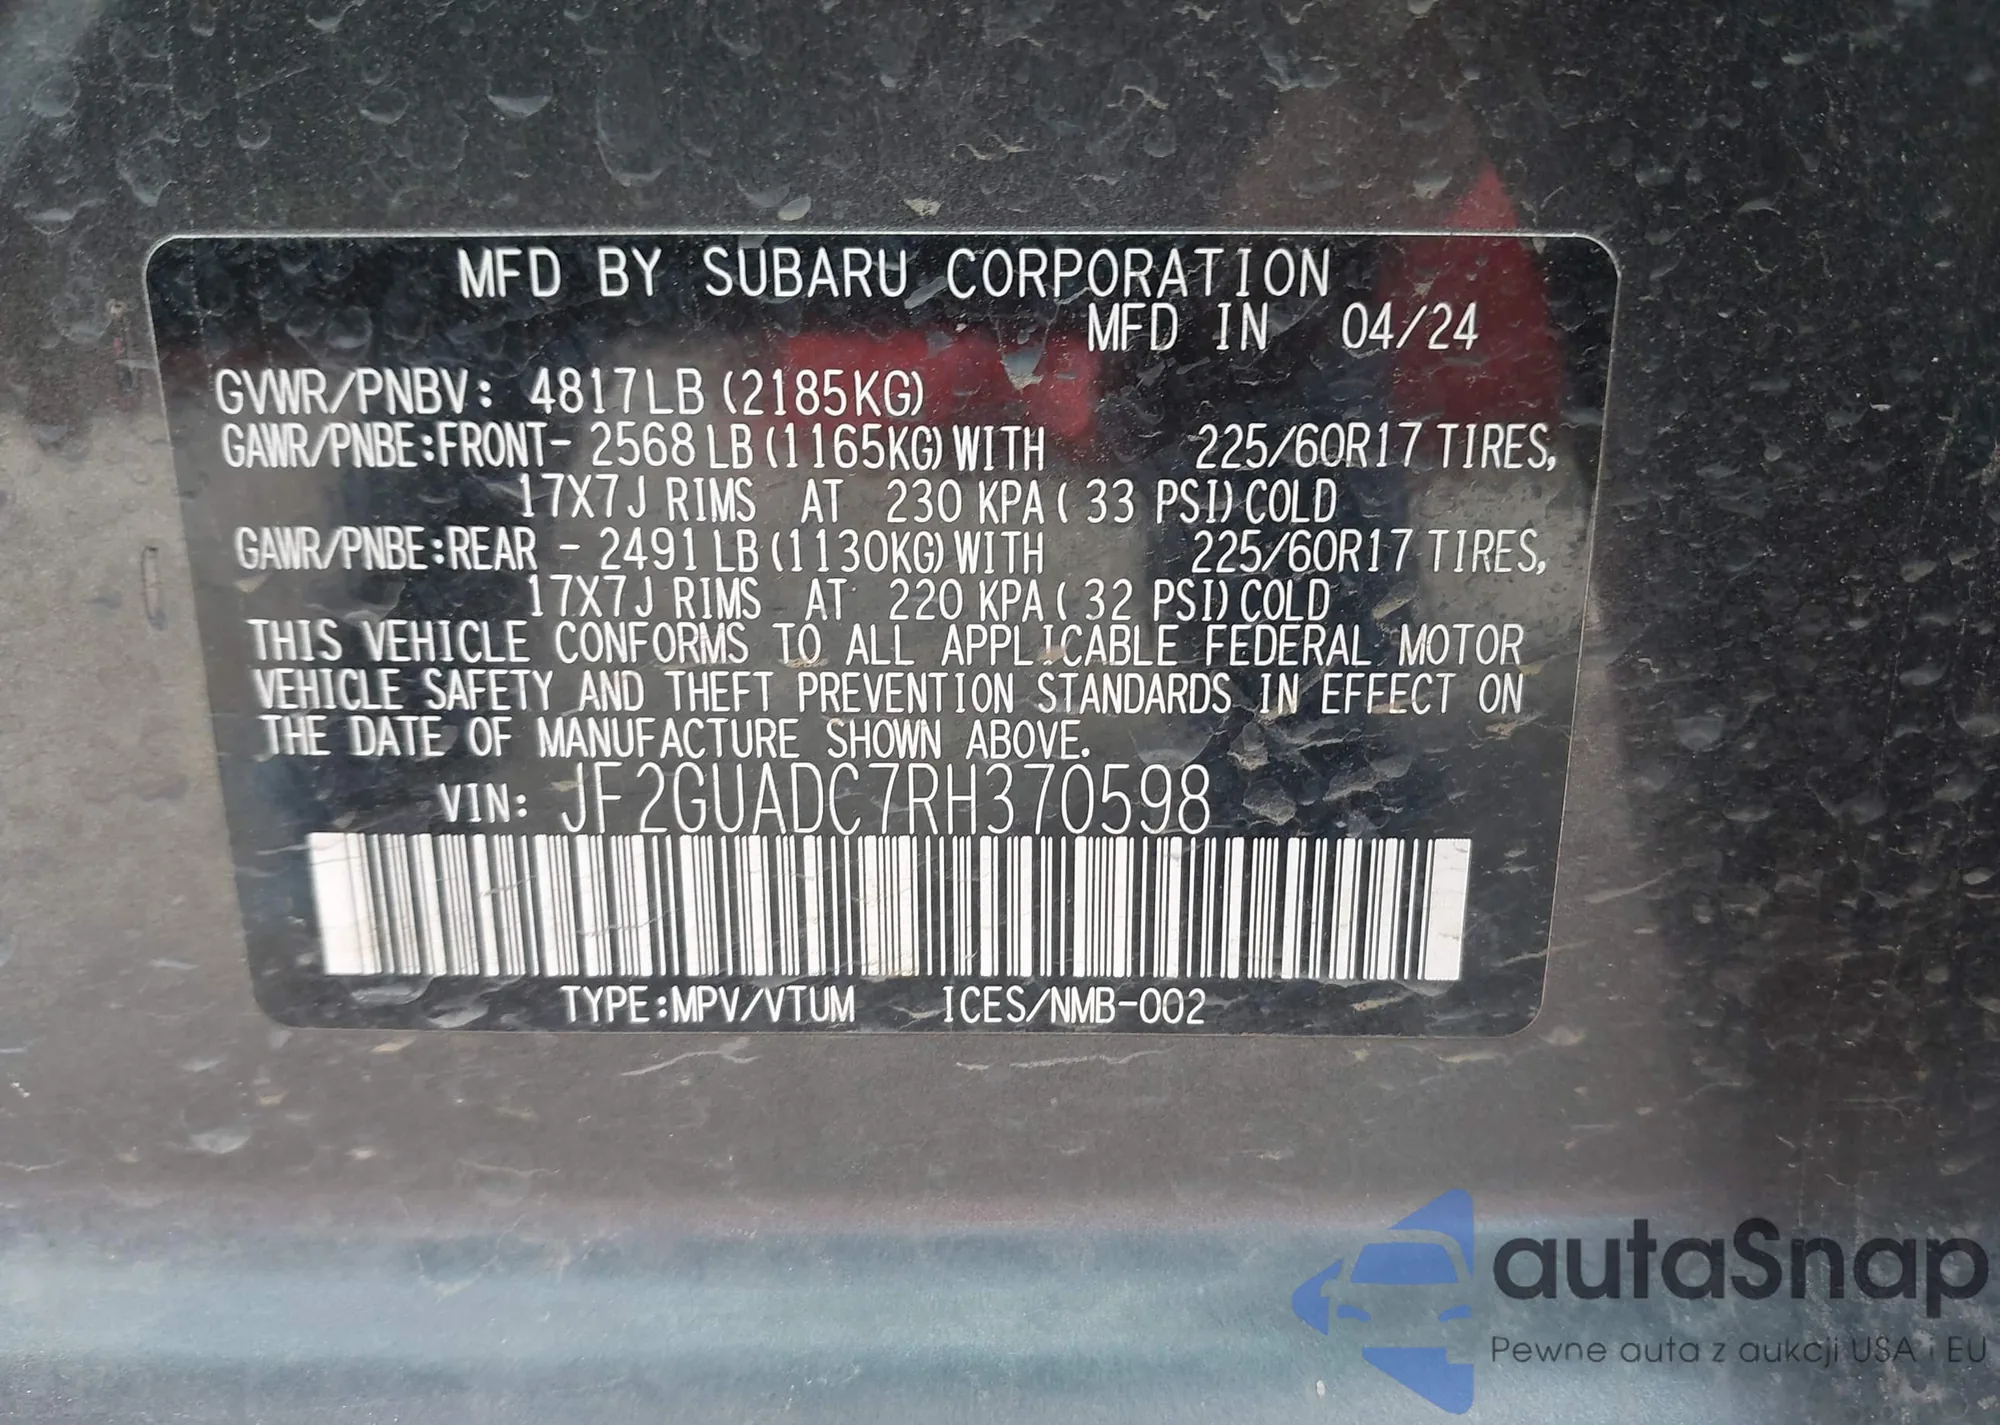 MFD BY SUBARU CORPORATION
MFD IN 04/24
GVWR/PNBV: 4817LB (2185KG)
GAWR/PNBE:FRONT- 2568 LB (1165KG) WITH 225/60R17 TIRES,
17X7J RIMS AT 230 KPA ( 33 PSI) COLD
GAWR/PNBE:REAR - 2491 LB (1130KG) WITH 225/60R17 TIRES,
17X7J RIMS AT 220 KPA ( 32 PSI) COLD
THIS VEHICLE CONFORMS TO ALL APPLICABLE FEDERAL MOTOR
VEHICLE SAFETY AND THEFT PREVENTION STANDARDS IN EFFECT ON
THE DATE OF MANUFACTURE SHOWN ABOVE.
VIN: JF2GUADC7RH370598
TYPE:MPV/VTUM ICES/NMB-002
autaSnap
Pewne auta z aukcji USA i EU